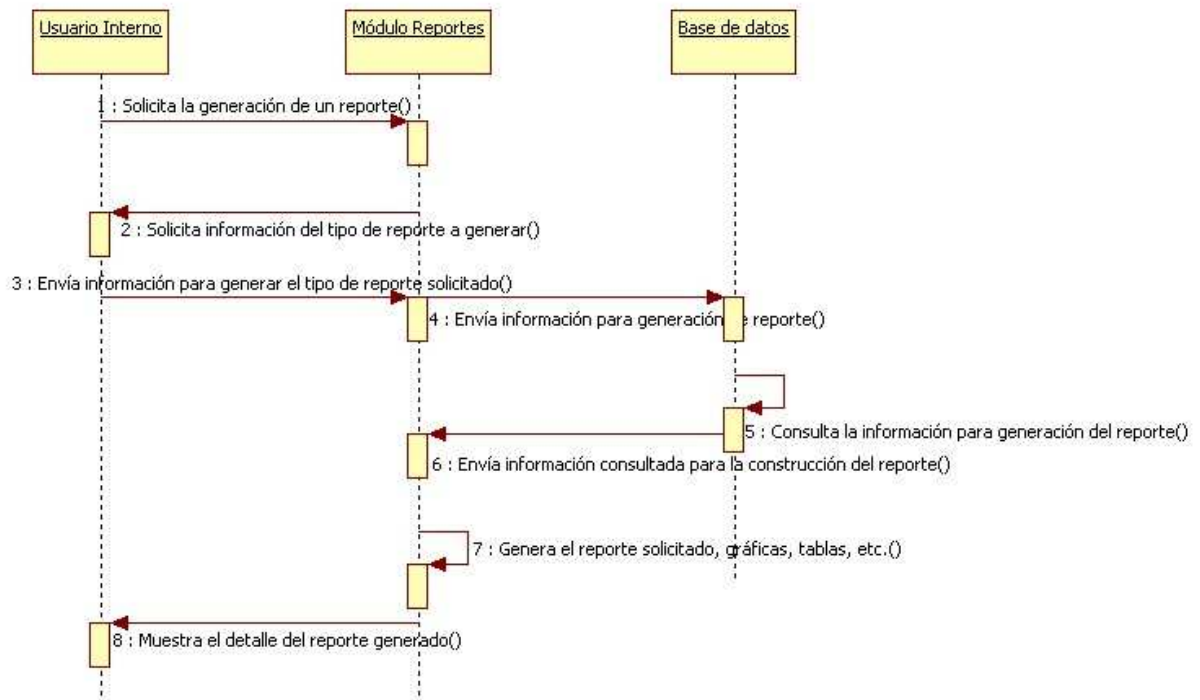 Usuario Interno
Módulo Reportes
Base de datos
1 : Solicita la generación de un reporte()
2 : Solicita información del tipo de reporte a generar()
3 : Envía información para generar el tipo de reporte solicitado()
4 : Envía información para generación de reporte()
5 : Consulta la información para generación del reporte()
6 : Envía información consultada para la construcción del reporte()
7 : Genera el reporte solicitado, gráficas, tablas, etc.()
8 : Muestra el detalle del reporte generado()